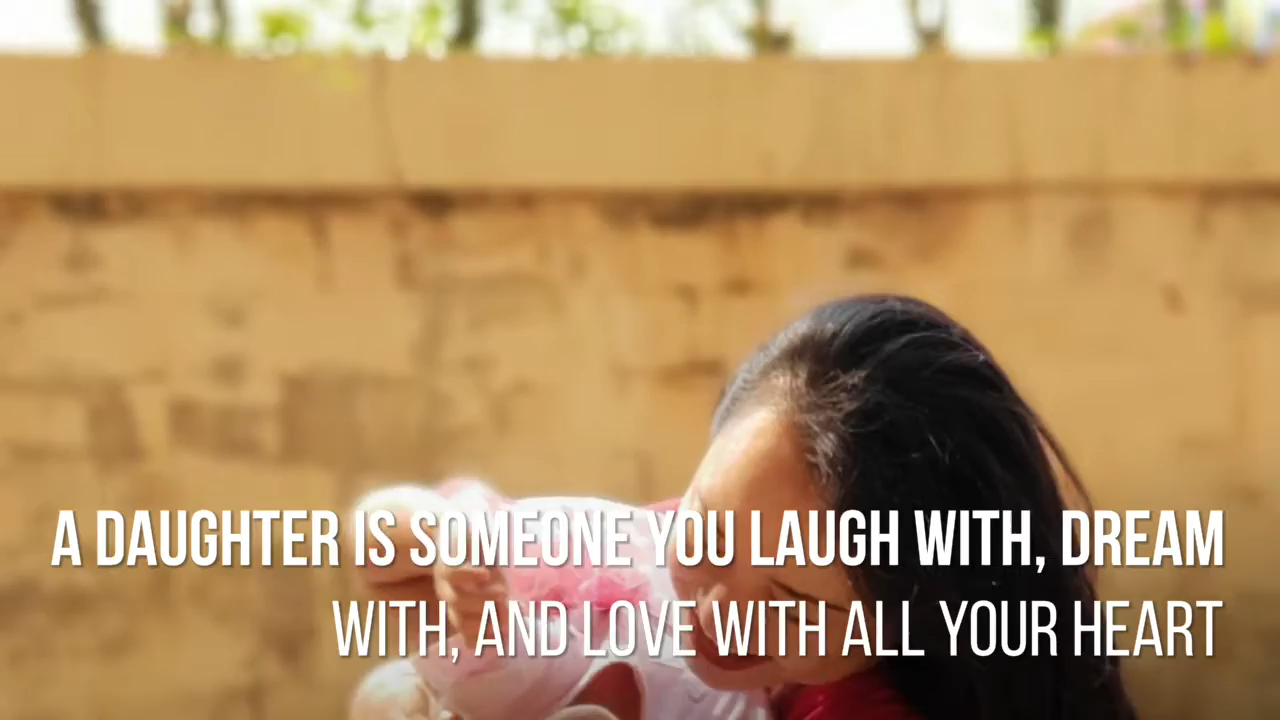 A DAUGHTER IS SOMEONE YOU LAUGH WITH, DREAM
WITH, AND LOVE WITH ALL YOUR HEART